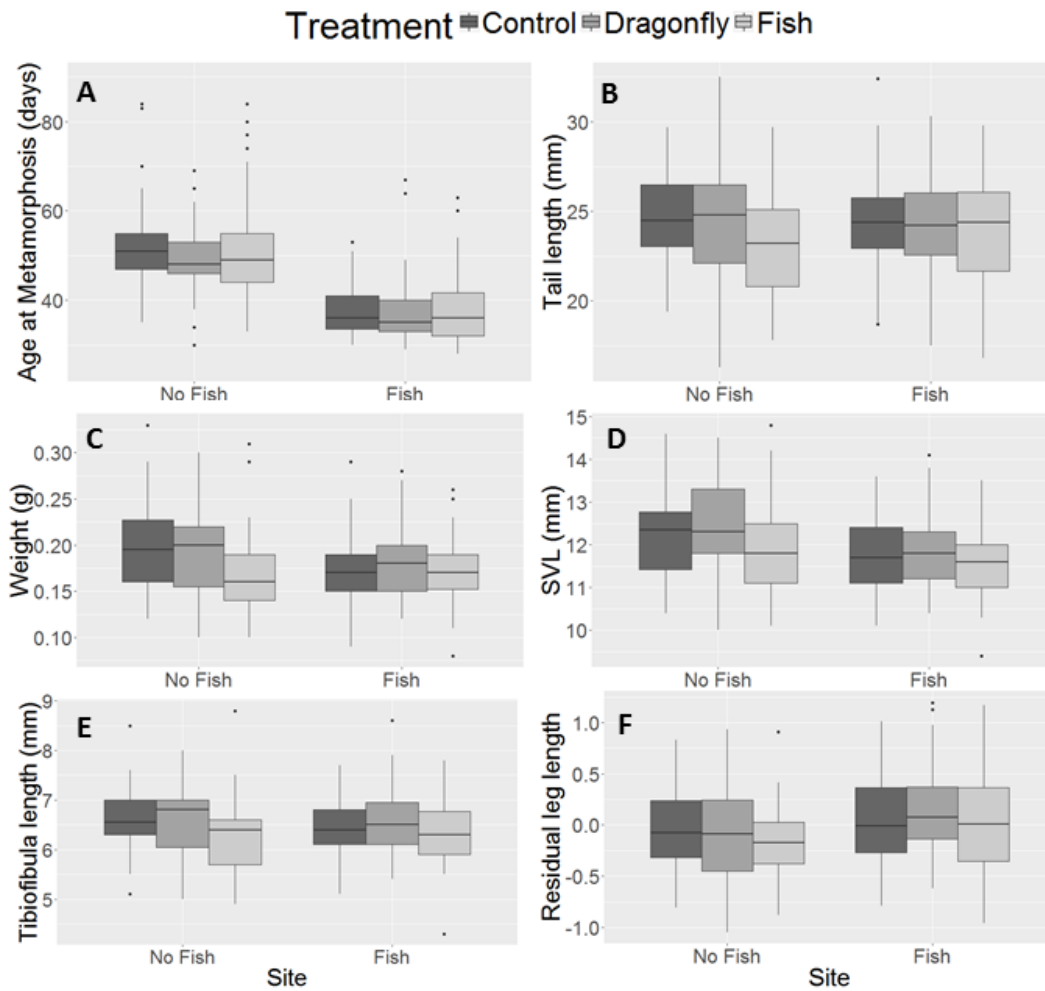 Treatment Control Dragonfly Fish
A
Age at Metamorphosis (days)
80
60
40
No Fish Fish
B
Tail length (mm)
30
25
20
No Fish Fish
C
Weight (g)
0.30
0.25
0.20
0.15
0.10
No Fish Fish
D
SVL (mm)
15
14
13
12
11
10
No Fish Fish
E
Tibiofibula length (mm)
9
8
7
6
5
No Fish Fish
Site
F
Residual leg length
1.0
0.5
0.0
-0.5
-1.0
No Fish Fish
Site